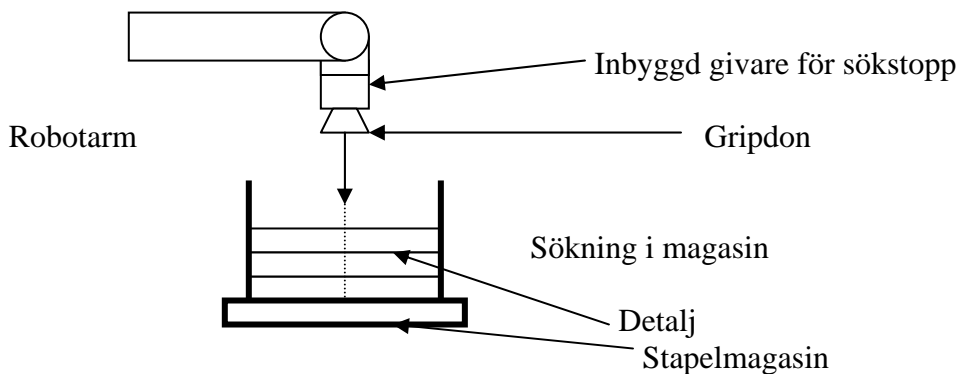 Inbyggd givare för sökstopp
Robotarm
Gripdon
Sökning i magasin
Detalj
Stapelmagasin